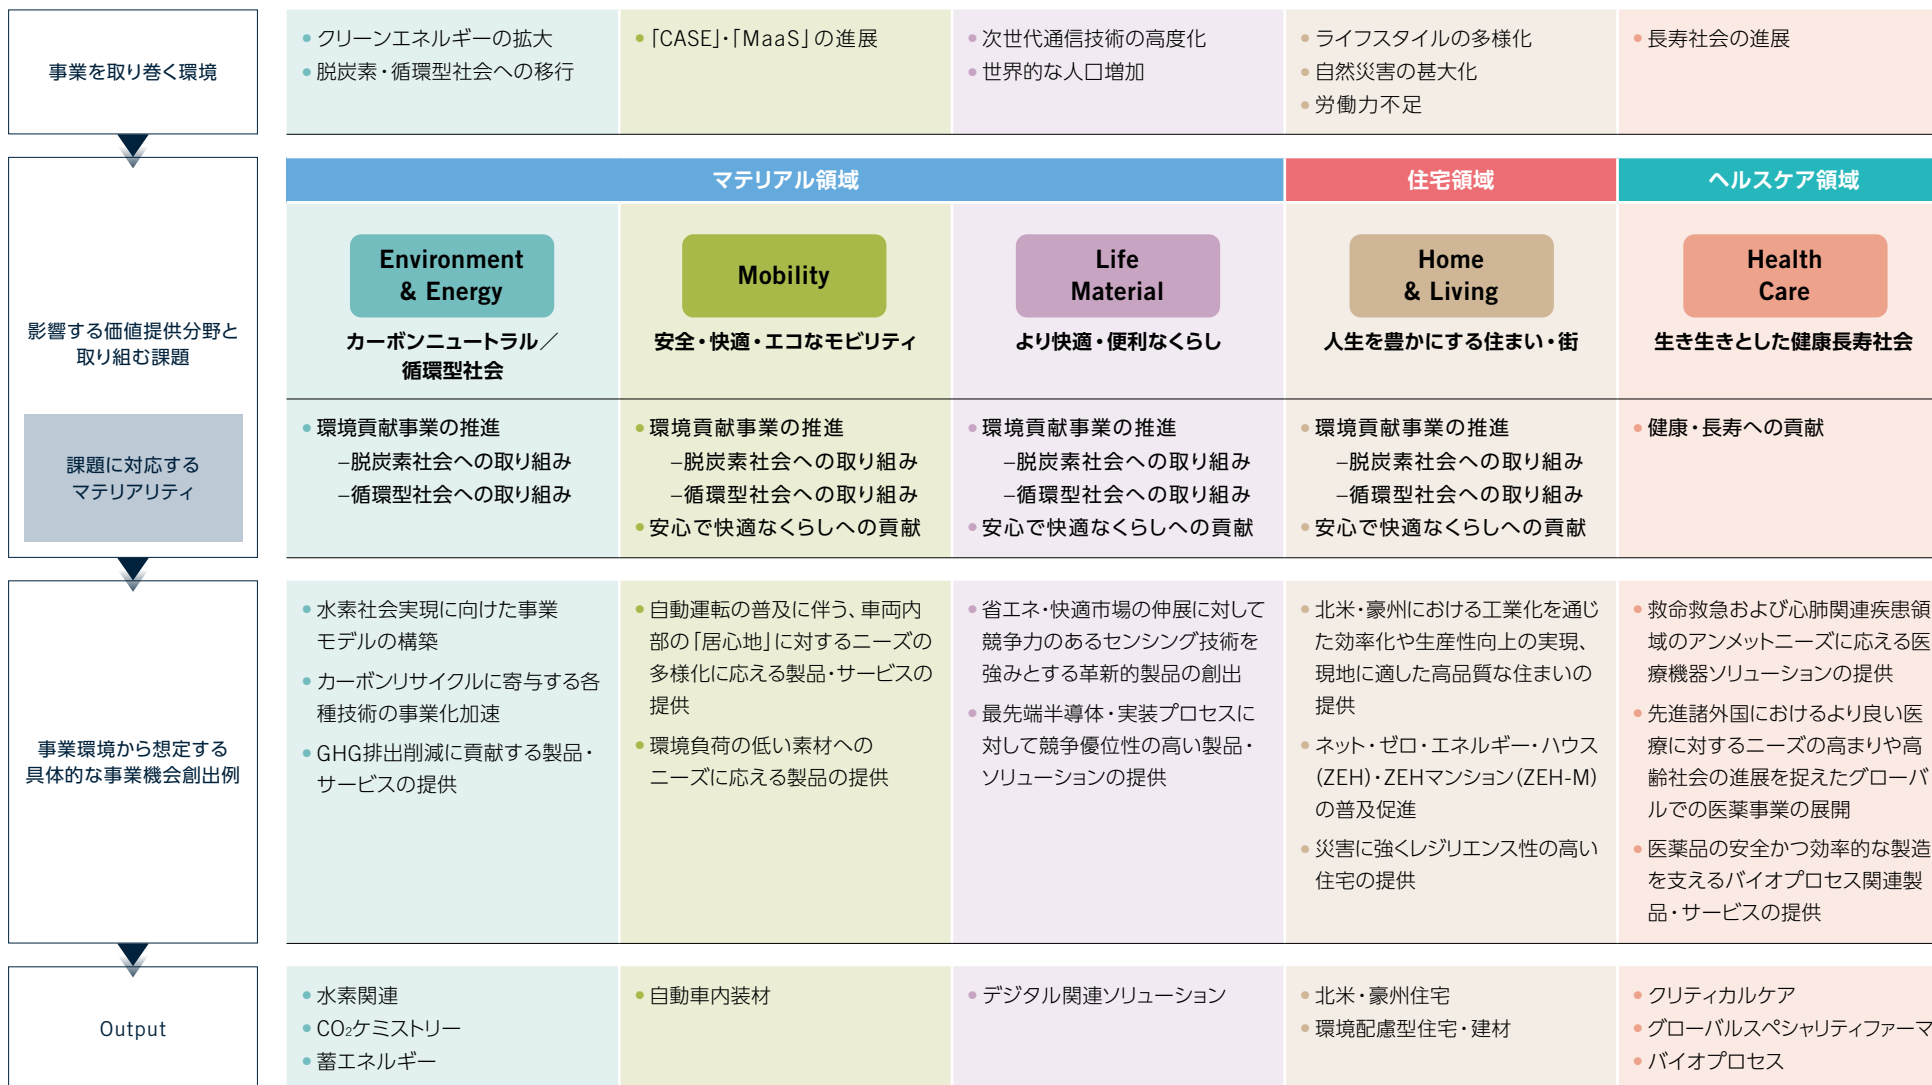 事業を取り巻く環境
• クリーンエネルギーの拡大
• 脱炭素・循環型社会への移行
• 「CASE」・「MaaS」の進展
• 次世代通信技術の高度化
• 世界的な人口増加
• ライフスタイルの多様化
• 自然災害の甚大化
• 労働力不足
• 長寿社会の進展
影響する価値提供分野と
取り組む課題
課題に対応する
マテリアリティ
マテリアル領域
住宅領域
ヘルスケア領域
Environment
& Energy
カーボンニュートラル／
循環型社会
Mobility
安全・快適・エコなモビリティ
Life
Material
より快適・便利なくらし
Home
& Living
人生を豊かにする住まい・街
Health
Care
生き生きとした健康長寿社会
• 環境貢献事業の推進
–脱炭素社会への取り組み
–循環型社会への取り組み
• 環境貢献事業の推進
–脱炭素社会への取り組み
–循環型社会への取り組み
• 安心で快適なくらしへの貢献
• 環境貢献事業の推進
–脱炭素社会への取り組み
–循環型社会への取り組み
• 安心で快適なくらしへの貢献
• 環境貢献事業の推進
–脱炭素社会への取り組み
–循環型社会への取り組み
• 安心で快適なくらしへの貢献
• 健康・長寿への貢献
事業環境から想定する
具体的な事業機会創出例
• 水素社会実現に向けた事業
モデルの構築
• カーボンリサイクルに寄与する各
種技術の事業化加速
• GHG排出削減に貢献する製品・
サービスの提供
• 自動運転の普及に伴う、車両内
部の「居心地」に対するニーズの
多様化に応える製品・サービスの
提供
• 環境負荷の低い素材への
ニーズに応える製品の提供
• 省エネ・快適市場の伸展に対して
競争力のあるセンシング技術を
強みとする革新的製品の創出
• 最先端半導体・実装プロセスに
対して競争優位性の高い製品・
ソリューションの提供
• 北米・豪州における工業化を通じ
た効率化や生産性向上の実現、
現地に適した高品質な住まいの
提供
• ネット・ゼロ・エネルギー・ハウス
(ZEH)・ZEHマンション(ZEH-M)
の普及促進
• 災害に強くレジリエンス性の高い
住宅の提供
• 救命救急および心肺関連疾患領
域のアンメットニーズに応える医
療機器ソリューションの提供
• 先進諸外国におけるより良い医
療に対するニーズの高まりや高
齢社会の進展を捉えたグローバ
ルでの医薬事業の展開
• 医薬品の安全かつ効率的な製造
を支えるバイオプロセス関連製
品・サービスの提供
Output
• 水素関連
• CO₂ケミストリー
• 蓄エネルギー
• 自動車内装材
• デジタル関連ソリューション
• 北米・豪州住宅
• 環境配慮型住宅・建材
• クリティカルケア
• グローバルスペシャリティファーマ
• バイオプロセス